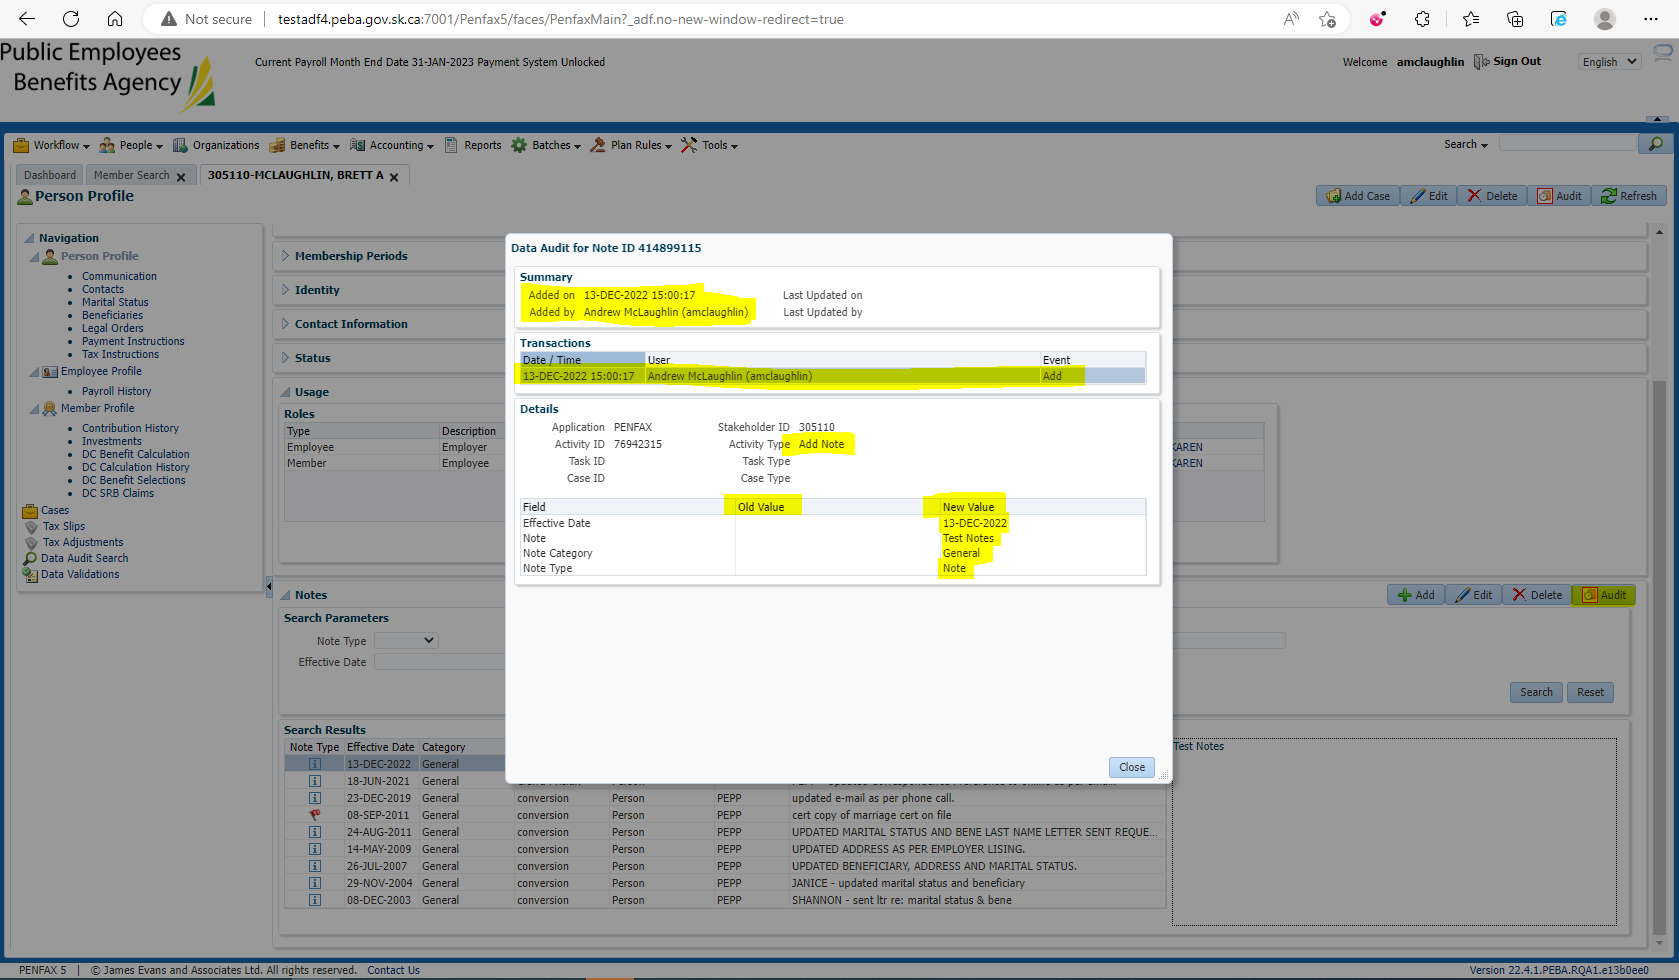 Not secure testadf4.peba.gov.sk.ca:7001/Penfax5/faces/PenfaxMain?_adf.no-new-window-redirect=true
Public Employees
Benefits Agency
Current Payroll Month End Date 31-JAN-2023 Payment System Unlocked
Welcome amclaughlin Sign Out English
Workflow People Organizations Benefits Accounting Reports Batches Plan Rules Tools Search
Dashboard Member Search 305110-MCLAUGHLIN, BRETT A
Person Profile
Add Case Edit Delete Audit Refresh
Navigation
Person Profile
Communication
Contacts
Marital Status
Beneficiaries
Legal Orders
Payment Instructions
Tax Instructions
Employee Profile
Payroll History
Member Profile
Contribution History
Investments
DC Benefit Calculation
DC Calculation History
DC Benefit Selections
DC SRB Claims
Cases
Tax Slips
Tax Adjustments
Data Audit Search
Data Validations
Membership Periods
Identity
Contact Information
Status
Usage
Roles
Type Description
Employee Employer KAREN
Member Employee KAREN
Data Audit for Note ID 414899115
Summary
Added on 13-DEC-2022 15:00:17 Last Updated on
Added by Andrew McLaughlin (amclaughlin) Last Updated by
Transactions
Date / Time User Event
13-DEC-2022 15:00:17 Andrew McLaughlin (amclaughlin) Add
Details
Application PENFAX Stakeholder ID 305110
Activity ID 76942315 Activity Type Add Note
Task ID Task Type
Case ID Case Type
Field Old Value New Value
Effective Date 13-DEC-2022
Note Test Notes
Note Category General
Note Type Note
Close
Notes
Add Edit Delete Audit
Search Parameters
Note Type
Effective Date
Search Reset
Search Results
Note Type Effective Date Category
13-DEC-2022 General
18-JUN-2021 General
23-DEC-2019 General conversion Person PEPP updated e-mail as per phone call.
08-SEP-2011 General conversion Person PEPP cert copy of marriage cert on file
24-AUG-2011 General conversion Person PEPP UPDATED MARITAL STATUS AND BENE LAST NAME LETTER SENT REQUE...
14-MAY-2009 General conversion Person PEPP UPDATED ADDRESS AS PER EMPLOYER LISING.
26-JUL-2007 General conversion Person PEPP UPDATED BENEFICIARY, ADDRESS AND MARITAL STATUS.
29-NOV-2004 General conversion Person PEPP JANICE - updated marital status and beneficiary
08-DEC-2003 General conversion Person PEPP SHANNON - sent ltr re: marital status & bene
Test Notes
PENFAX 5 | © James Evans and Associates Ltd. All rights reserved. Contact Us
Version 22.4.1.PEBA.RQA1.e13b0ee0